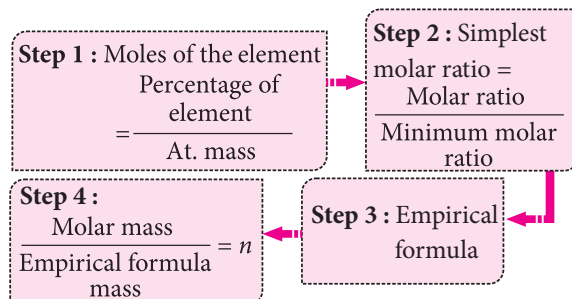 Step 1 : Moles of the element
Percentage of
element
=
At. mass
Step 2 : Simplest
molar ratio =
Molar ratio
Minimum molar
ratio
Step 3 : Empirical
formula
Step 4 :
Molar mass
= n
Empirical formula
mass